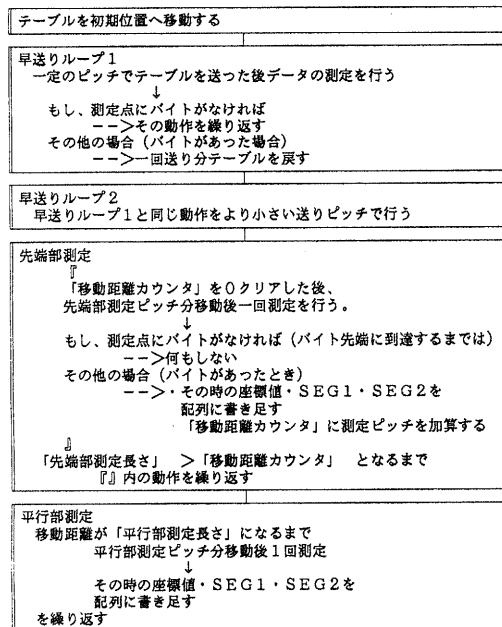 テーブルを初期位置へ移動する
早送りループ1
一定のピッチでテーブルを送った後データの測定を行う
↓
もし、測定点にバイトがなければ
－－＞その動作を繰り返す
その他の場合（バイトがあった場合）
－－＞一回送り分テーブルを戻す
早送りループ2
早送りループ1と同じ動作をより小さい送りピッチで行う
先端部測定
『
「移動距離カウンタ」を0クリアした後、
先端部測定ピッチ分移動後一回測定を行う。
↓
もし、測定点にバイトがなければ（バイト先端に到達するまでは）
－－＞何もしない
その他の場合（バイトがあったとき）
－－＞・その時の座標値・SEG1・SEG2を
配列に書き足す
「移動距離カウンタ」に測定ピッチを加算する
』
「先端部測定長さ」 ＞「移動距離カウンタ」 となるまで
『』内の動作を繰り返す
平行部測定
移動距離が「平行部測定長さ」になるまで
平行部測定ピッチ分移動後1回測定
↓
その時の座標値・SEG1・SEG2を
配列に書き足す
を繰り返す